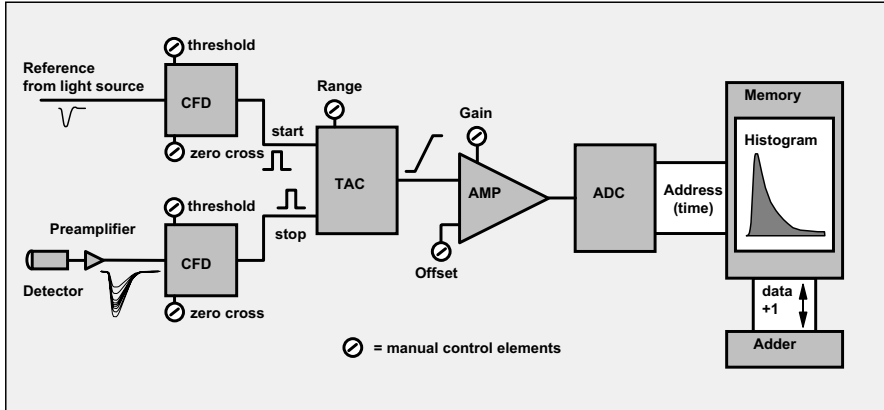 threshold
Reference
from light source
CFD
zero cross
start
Range
TAC
Gain
AMP
Offset
ADC
Address
(time)
Memory
Histogram
threshold
Preamplifier
stop
CFD
Detector
zero cross
data
+1
Adder
= manual control elements